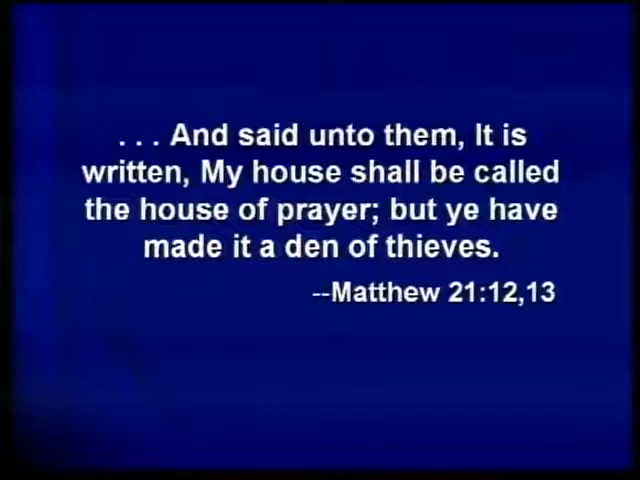 . . . And said unto them, It is
written, My house shall be called
the house of prayer; but ye have
made it a den of thieves.
--Matthew 21:12,13